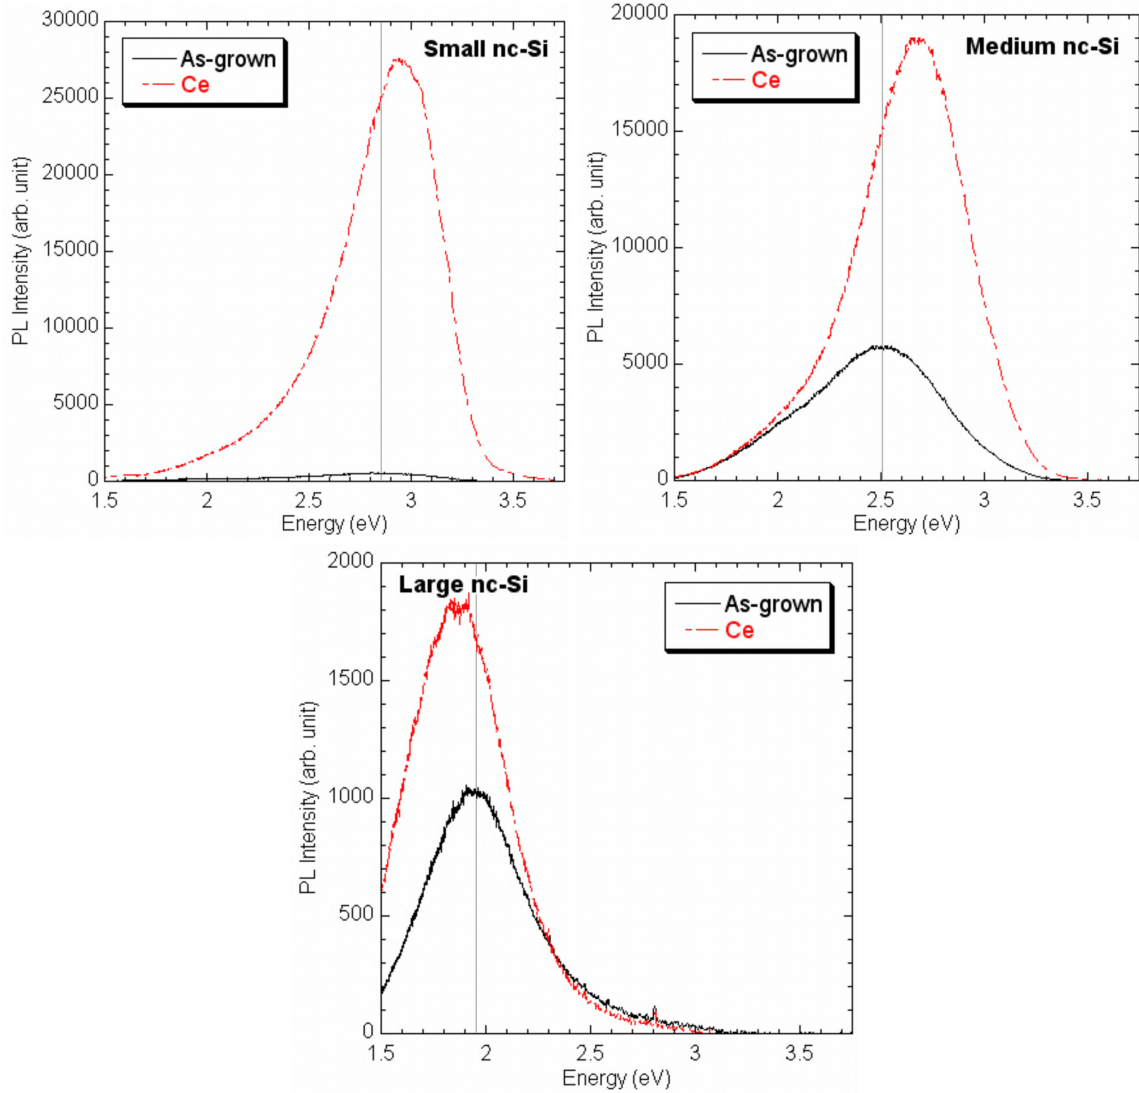 Small nc-Si
As-grown
Ce
PL Intensity (arb. unit)
30000
25000
20000
15000
10000
5000
0
1.5 2 2.5 3 3.5
Energy (eV)
Medium nc-Si
As-grown
Ce
PL Intensity (arb. unit)
20000
15000
10000
5000
0
1.5 2 2.5 3 3.5
Energy (eV)
Large nc-Si
As-grown
Ce
PL Intensity (arb. unit)
2000
1500
1000
500
0
1.5 2 2.5 3 3.5
Energy (eV)